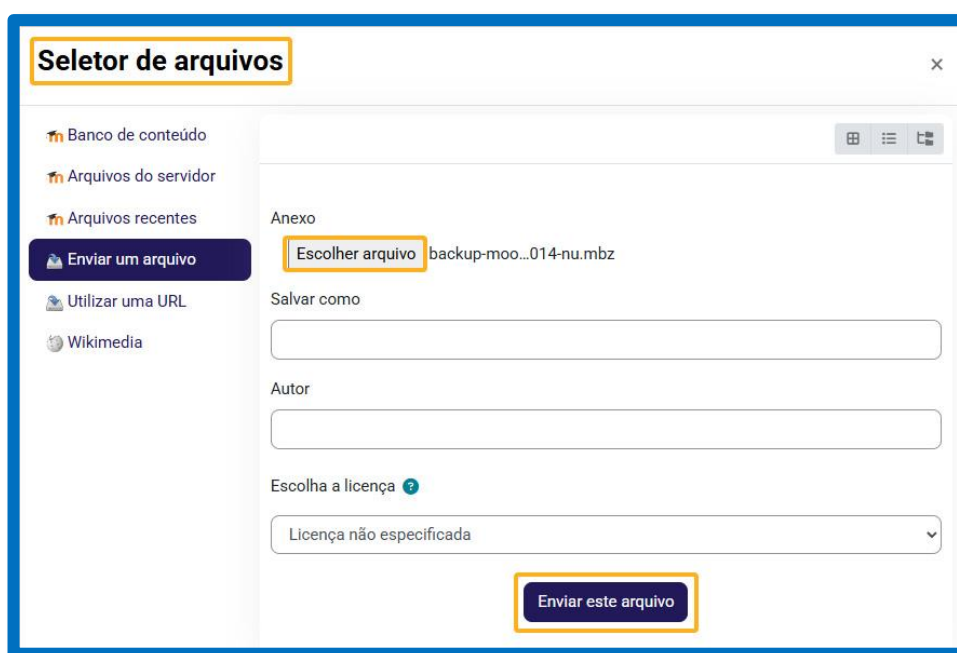 Seletor de arquivos
×
Banco de conteúdo
Arquivos do servidor
Arquivos recentes
Enviar um arquivo
Utilizar uma URL
Wikimedia
Anexo
Escolher arquivo backup-moo...014-nu.mbz
Salvar como
Autor
Escolha a licença ?
Licença não especificada
Enviar este arquivo